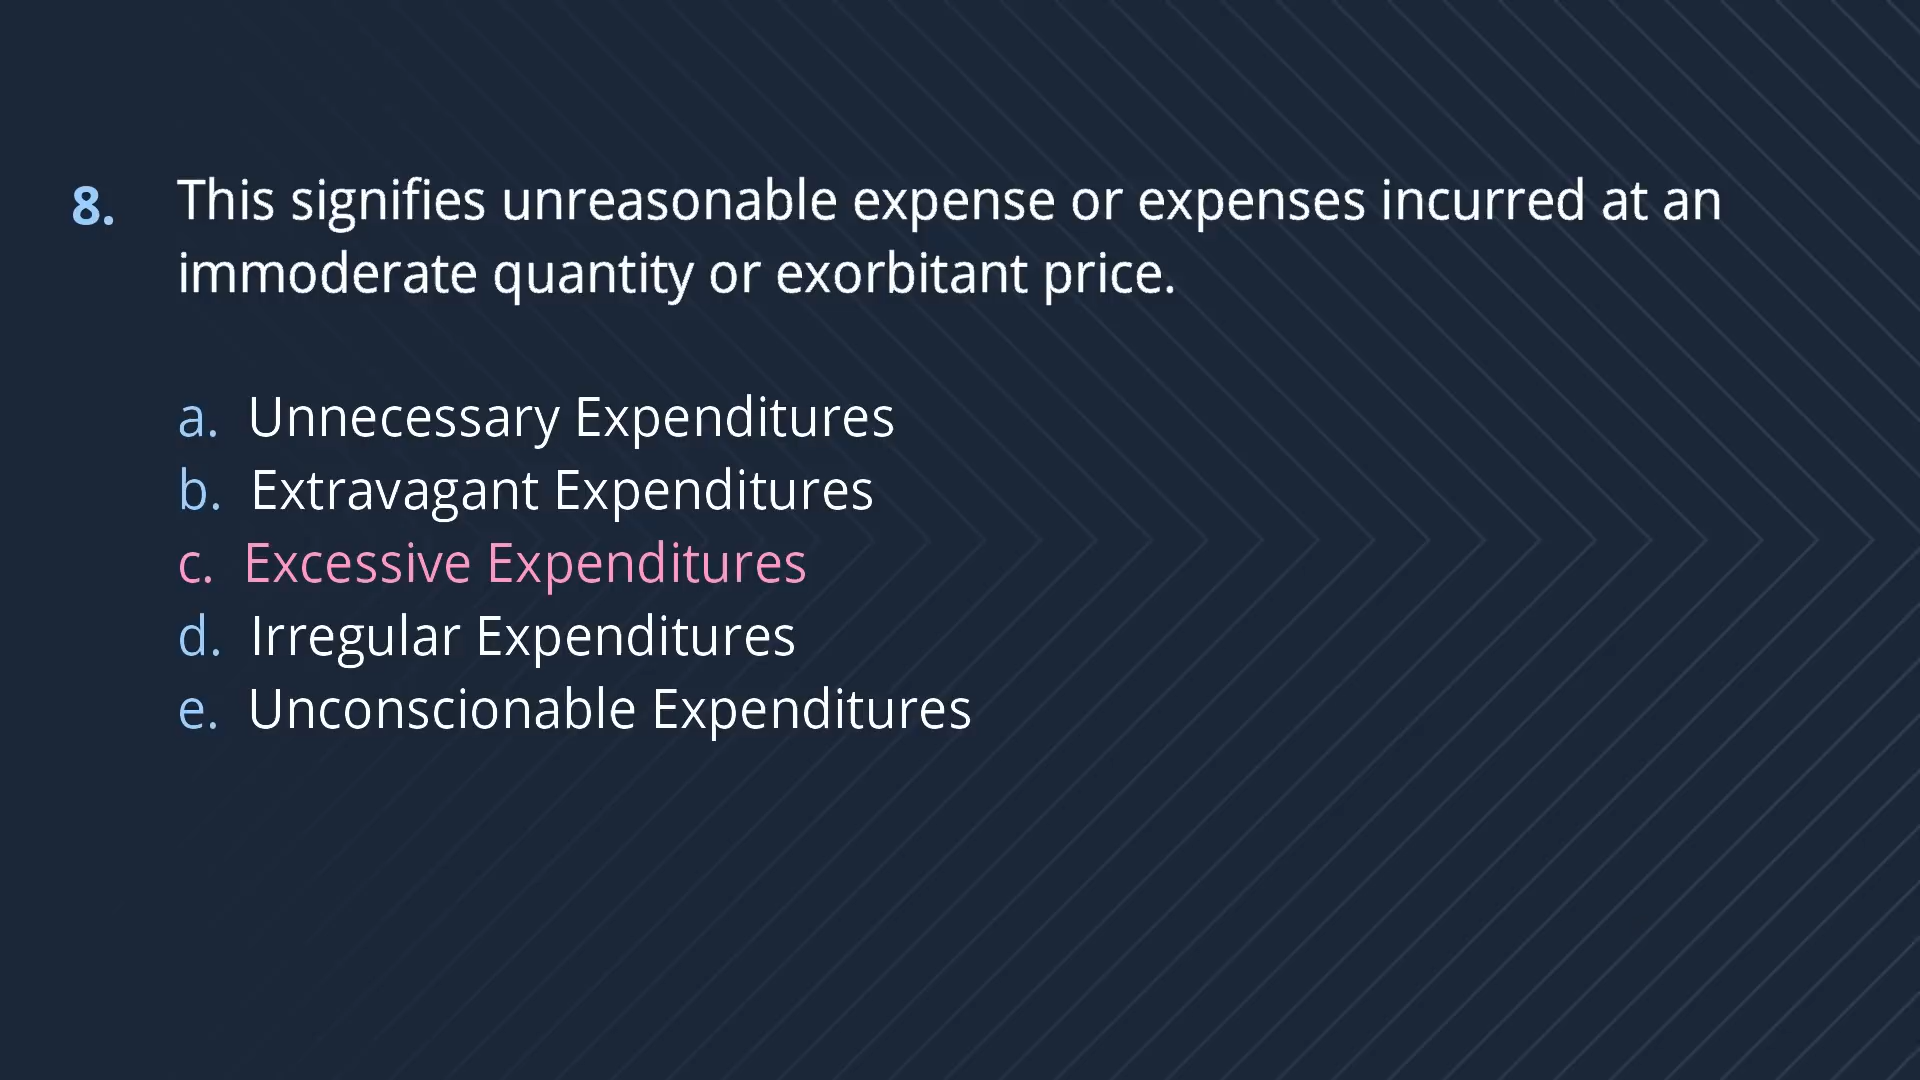 8. This signifies unreasonable expense or expenses incurred at an
immoderate quantity or exorbitant price.
a. Unnecessary Expenditures
b. Extravagant Expenditures
c. Excessive Expenditures
d. Irregular Expenditures
e. Unconscionable Expenditures